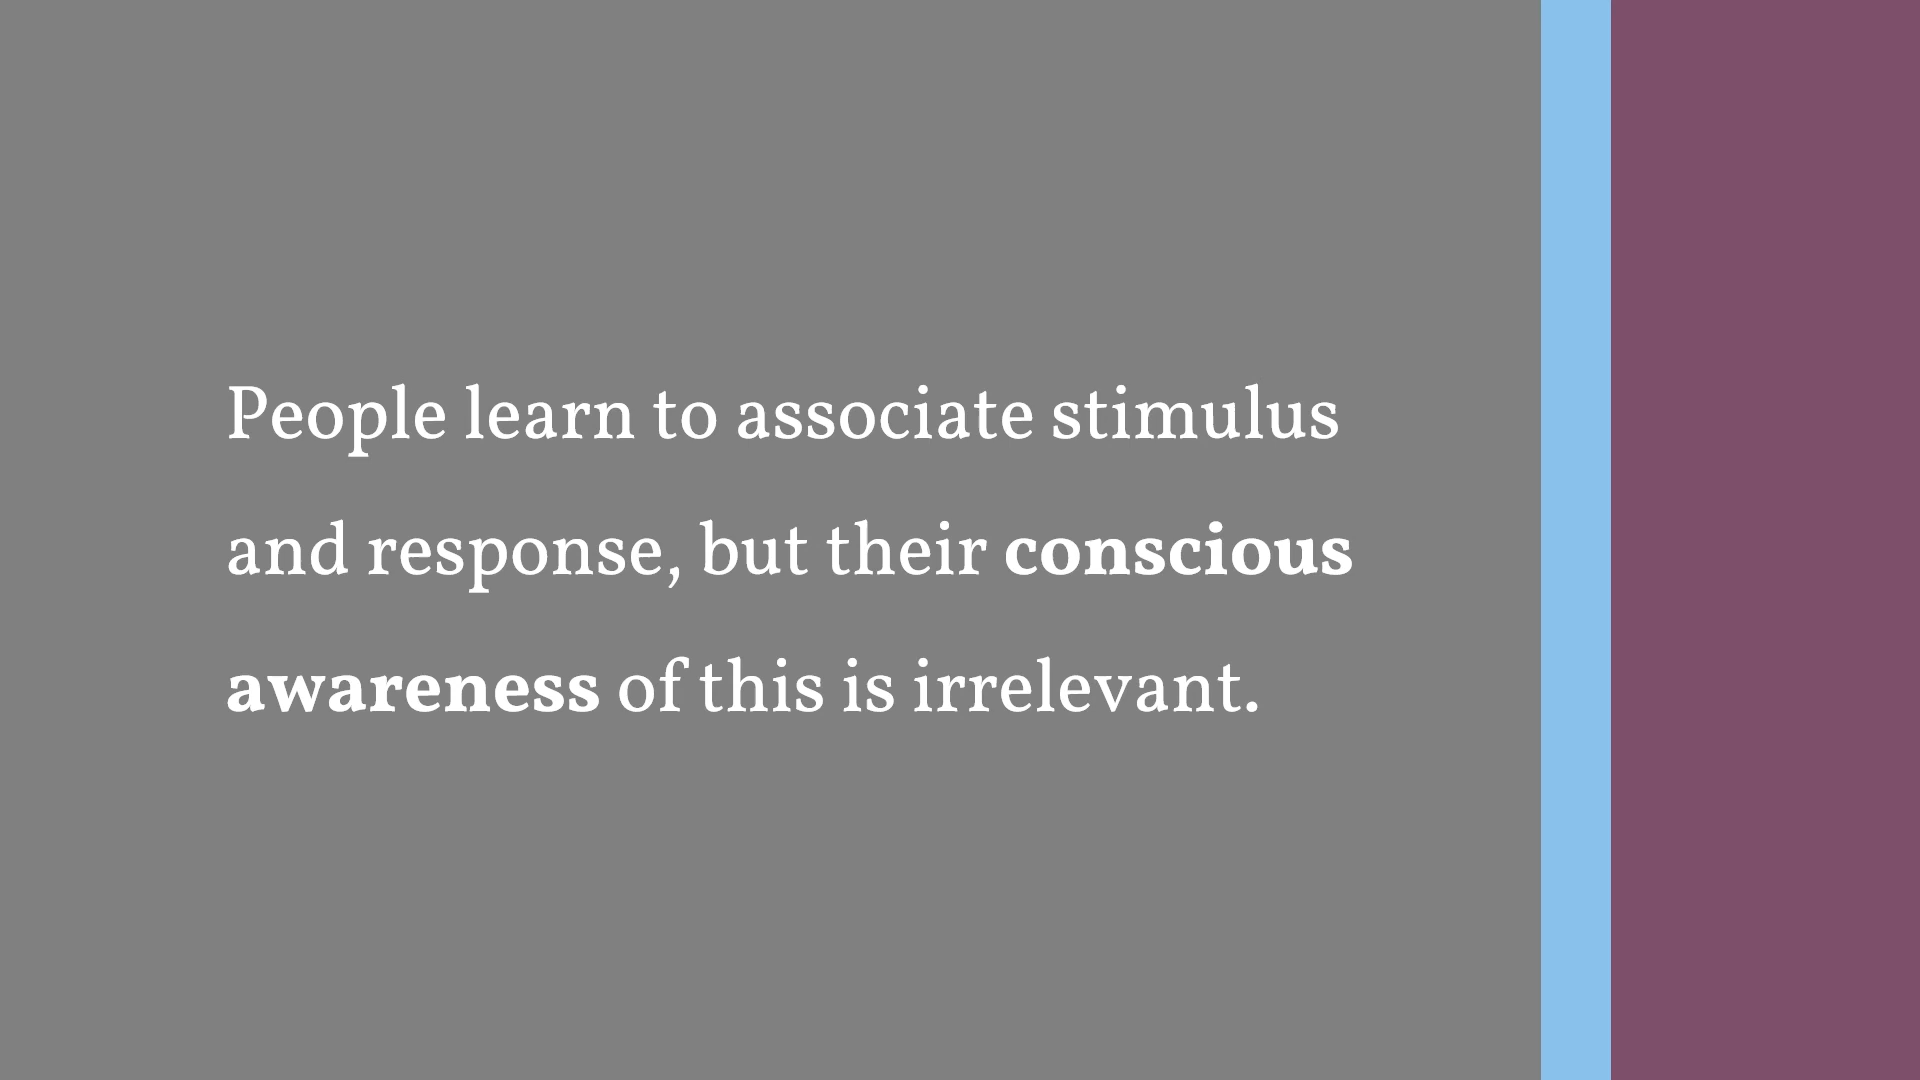 People learn to associate stimulus
and response, but their conscious
awareness of this is irrelevant.